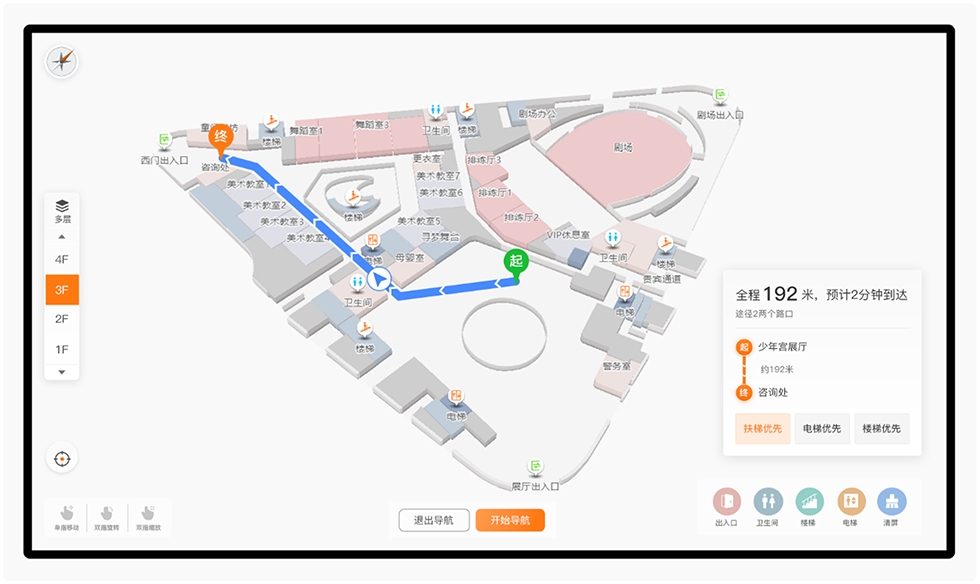 剧场出入口
剧场办公
卫生间
楼梯
楼梯
舞蹈室1
舞蹈室3
终
西门出入口
咨询处
更衣室
排练厅3
剧场
美术教室1
美术教室7
美术教室6
排练厅1
美术教室2
美术教室3
美术教室4
楼梯
美术教室5
排练厅2
寻梦舞台
VIP休息室
电梯
母婴室
起
卫生间
楼梯
贵宾通道
卫生间
电梯
楼梯
警务室
电梯
展厅出入口
多层
4F
3F
2F
1F
全程192米，预计2分钟到达
途径2两个路口
起 少年宫展厅
约192米
终 咨询处
扶梯优先 电梯优先 楼梯优先
单指移动 双指旋转 双指缩放
退出导航 开始导航
出入口 卫生间 楼梯 电梯 清屏